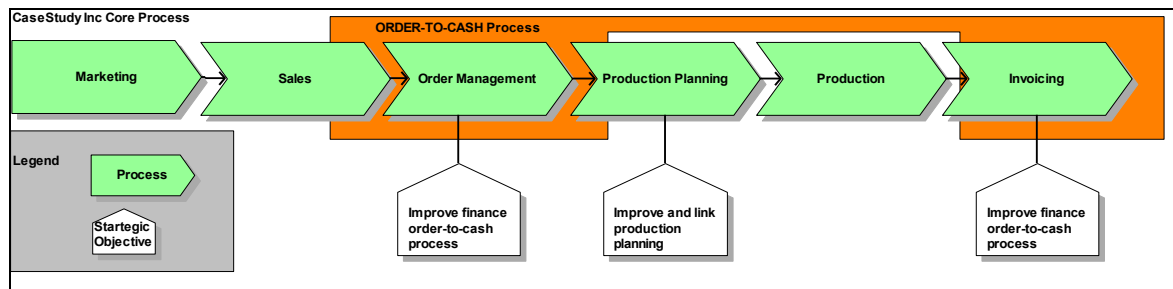 CaseStudy Inc Core Process
ORDER-TO-CASH Process
Marketing
Sales
Order Management
Production Planning
Production
Invoicing
Legend
Process
Startegic
Objective
Improve finance
order-to-cash
process
Improve and link
production
planning
Improve finance
order-to-cash
process